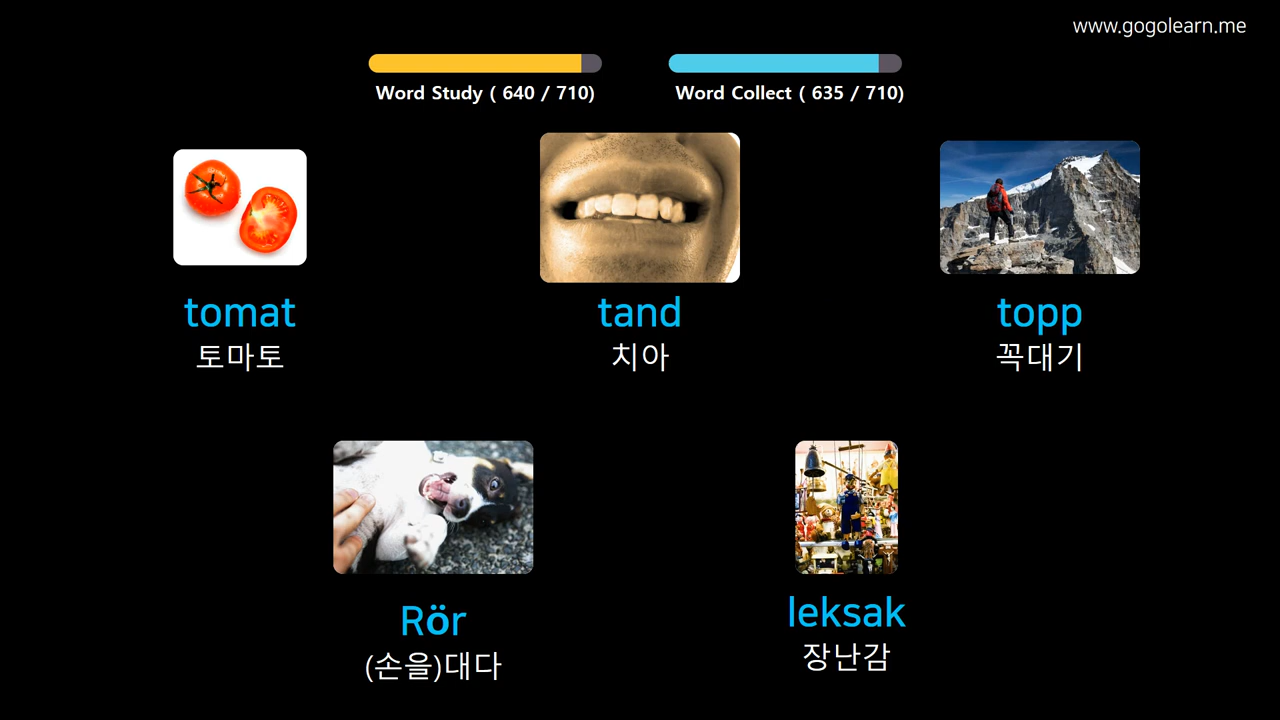 www.gogolearn.me
Word Study ( 640 / 710)
Word Collect ( 635 / 710)
tomat
토마토
tand
치아
topp
꼭대기
Rör
(손을)대다
leksak
장난감